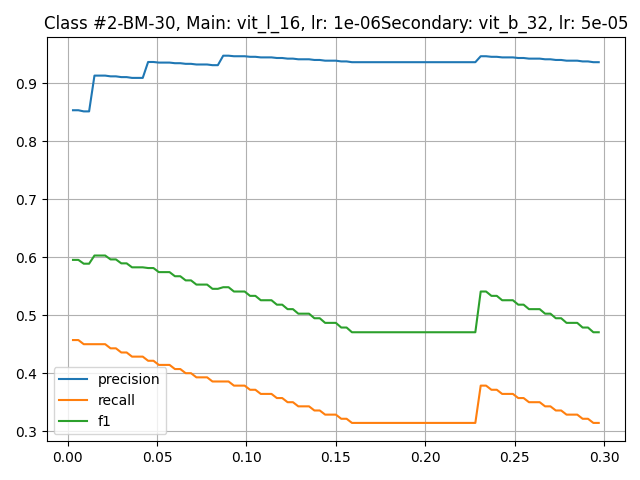 Class #2-BM-30, Main: vit_l_16, lr: 1e-06Secondary: vit_b_32, lr: 5e-05
0.9
0.8
0.7
0.6
0.5
0.4
0.3
precision
recall
f1
0.00 0.05 0.10 0.15 0.20 0.25 0.30